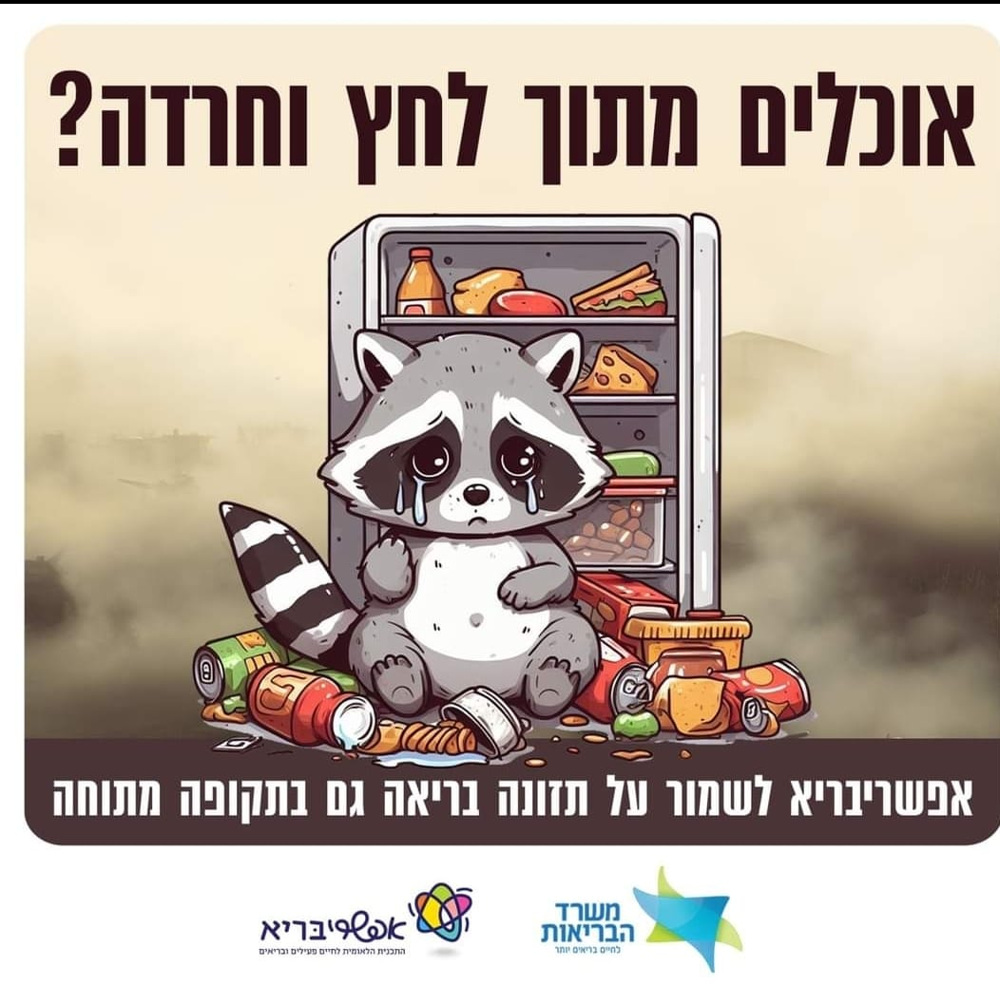 אוכלים מתוך לחץ וחרדה?
אפשריבריא לשמור על תזונה בריאה גם בתקופה מתוחה
משרד
הבריאות
לחיים בריאים יותר
אפשריבריא
התכנית הלאומית לחיים פעילים ובריאים